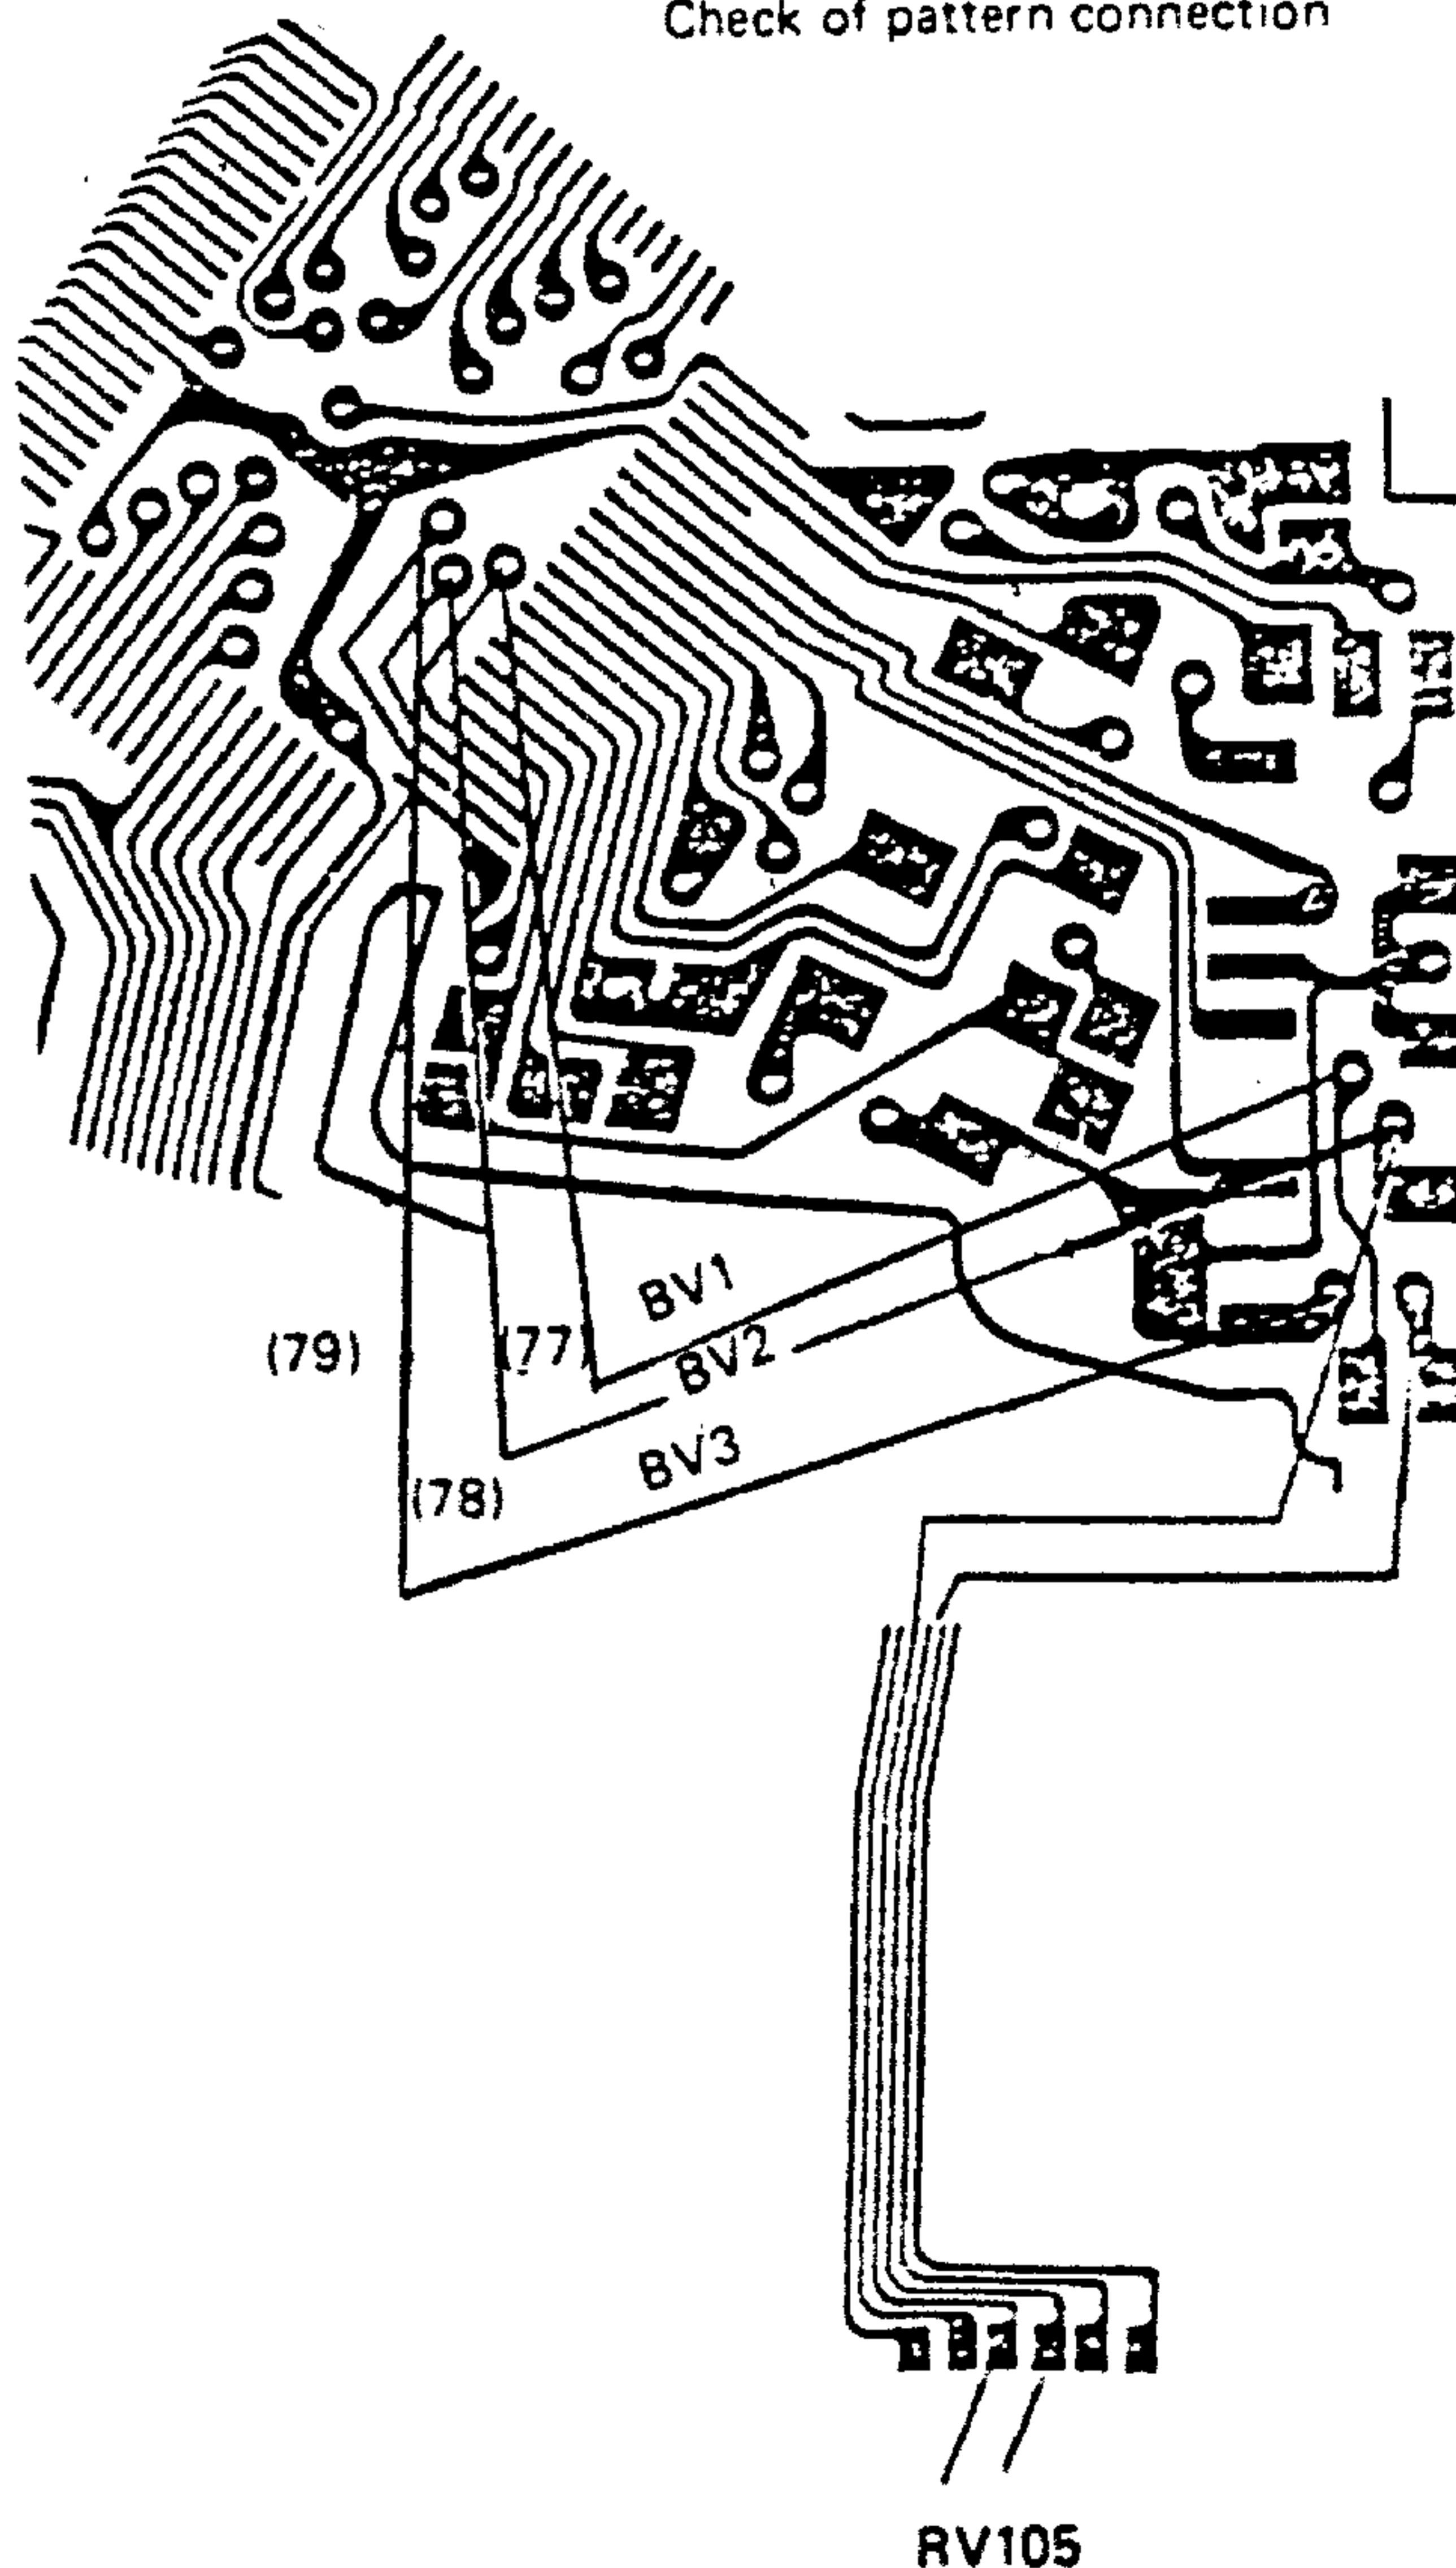 Check of pattern connection
BV1
(79)
(77)
BV2
BV3
(78)
RV105